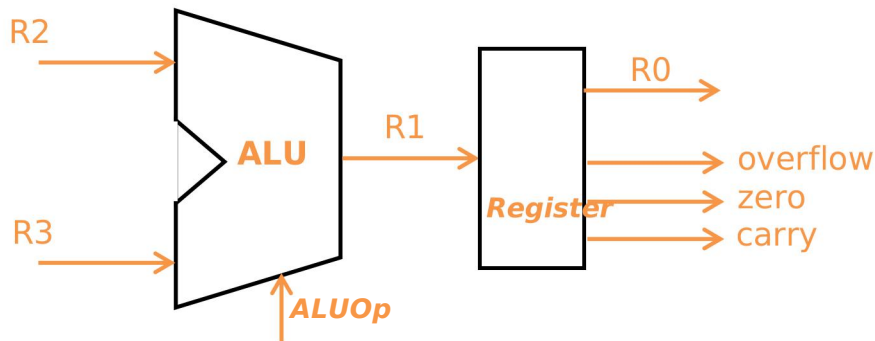 R2
R0
R1
ALU
overflow
zero
Register
R3
carry
ALUOp